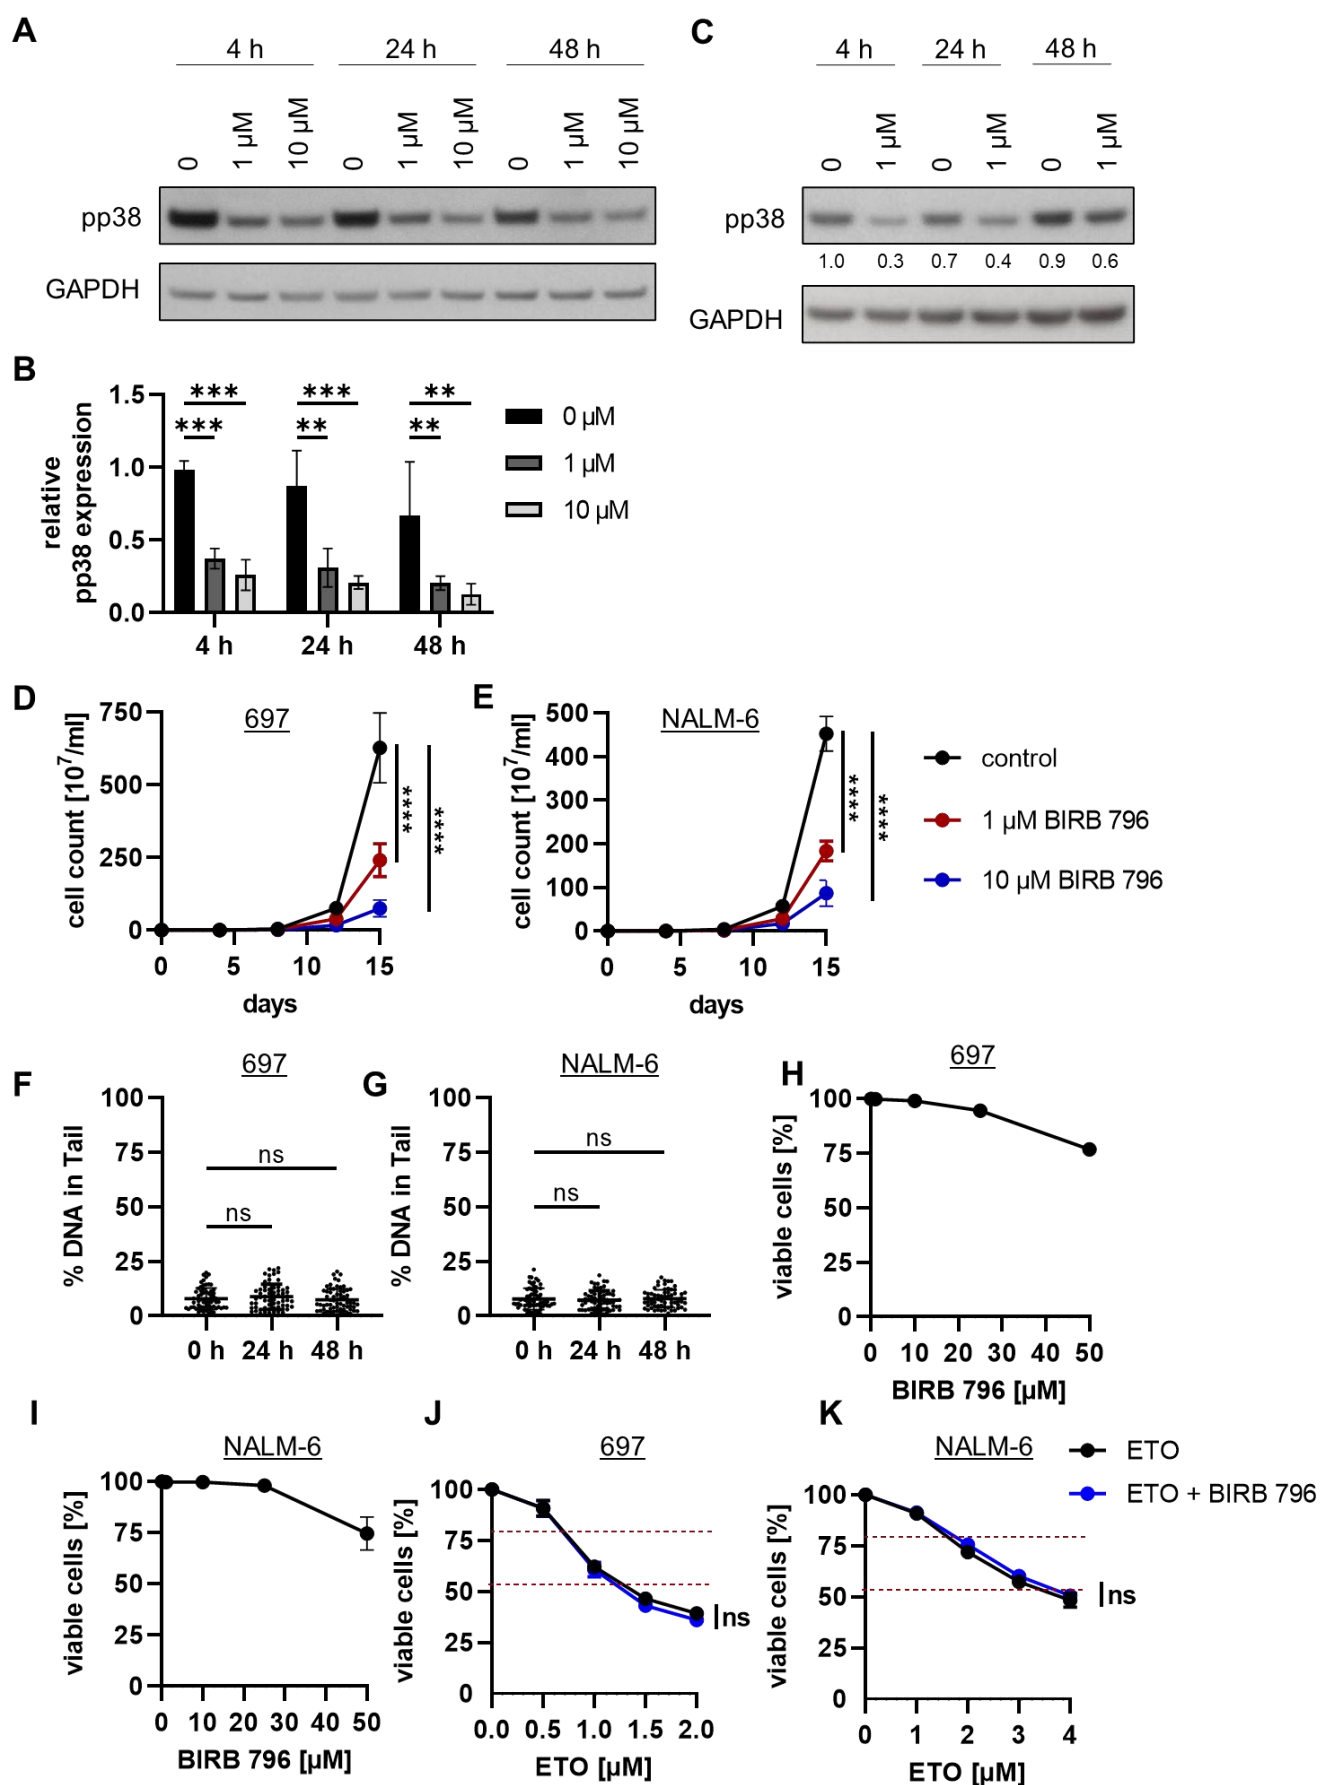 A
4 h 24 h 48 h
0 1 µM 10 µM 0 1 µM 10 µM 0 1 µM 10 µM
pp38
GAPDH
C
4 h 24 h 48 h
0 1 µM 0 1 µM 0 1 µM
pp38
1.0 0.3 0.7 0.4 0.9 0.6
GAPDH
B
relative
pp38 expression
1.5
1.0
0.5
0.0
*** *** **
*** ** **
4 h 24 h 48 h
0 µM
1 µM
10 µM
D
697
cell count [10⁷/ml]
750
500
250
0
0 5 10 15
days
****
****
E
NALM-6
cell count [10⁷/ml]
500
400
300
200
100
0
0 5 10 15
days
****
****
control
1 µM BIRB 796
10 µM BIRB 796
F
697
% DNA in Tail
100
75
50
25
0
ns
ns
0 h 24 h 48 h
G
NALM-6
% DNA in Tail
100
75
50
25
0
ns
ns
0 h 24 h 48 h
H
697
viable cells [%]
100
75
50
25
0
0 10 20 30 40 50
BIRB 796 [µM]
I
NALM-6
viable cells [%]
100
75
50
25
0
0 10 20 30 40 50
BIRB 796 [µM]
J
697
viable cells [%]
100
75
50
25
0
ns
0.0 0.5 1.0 1.5 2.0
ETO [µM]
K
NALM-6
viable cells [%]
100
75
50
25
0
ns
0 1 2 3 4
ETO [µM]
ETO
ETO + BIRB 796